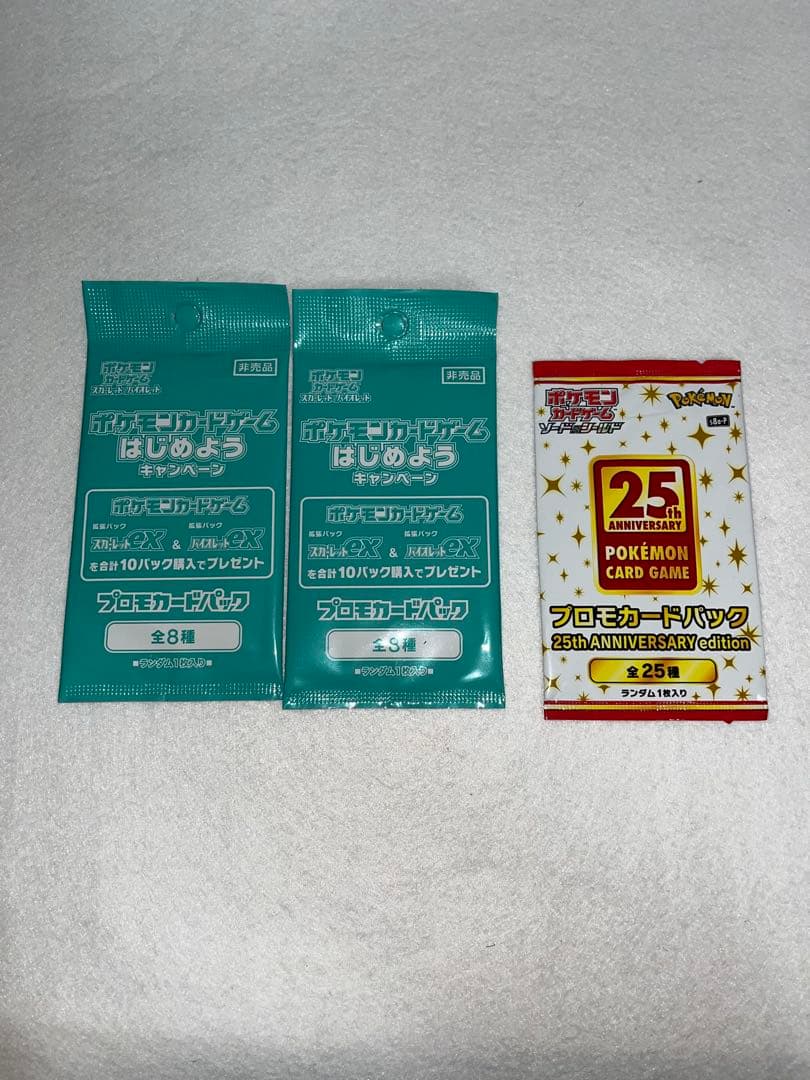 ポケモン
カードゲーム
スカーレット バイオレット
非売品
ポケモンカードゲーム
はじめよう
キャンペーン
ポケモンカードゲーム
拡張パック 拡張パック
スカーレットex & バイオレットex
を合計10パック購入でプレゼント
プロモカードパック
全8種
■ランダム1枚入り■
ポケモン
カードゲーム
スカーレット バイオレット
非売品
ポケモンカードゲーム
はじめよう
キャンペーン
ポケモンカードゲーム
拡張パック 拡張パック
スカーレットex & バイオレットex
を合計10パック購入でプレゼント
プロモカードパック
全8種
■ランダム1枚入り■
ポケモン
カードゲーム
ソード&シールド
POKÉMON
s8a-P
25th
ANNIVERSARY
POKÉMON
CARD GAME
プロモカードパック
25th ANNIVERSARY edition
全25種
ランダム1枚入り